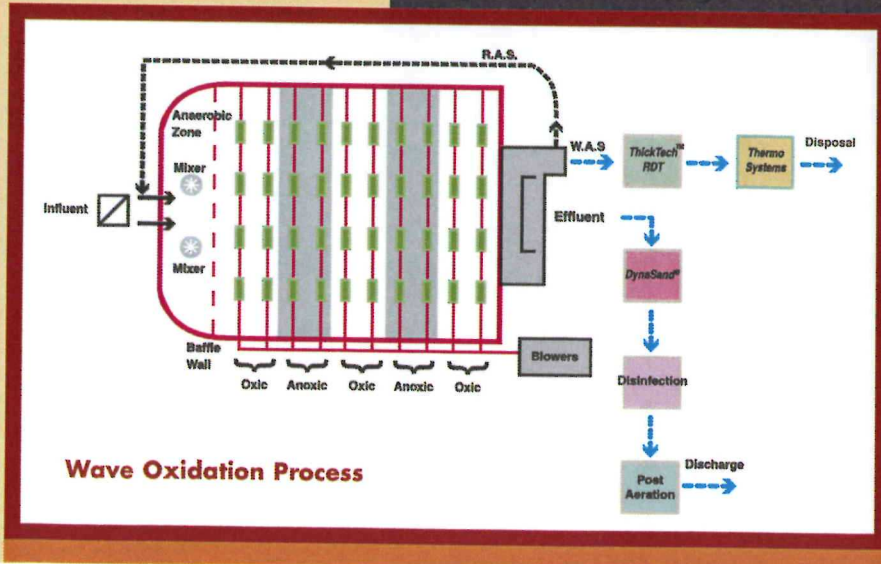 R.A.S.
Anaerobic
Zone
Mixer
Influent
Mixer
Baffle
Wall
Oxic Anoxic Oxic Anoxic Oxic
Blowers
W.A.S
ThickTech™
RDT
Thermo
Systems
Disposal
Effluent
DynaSand®
Disinfection
Post
Aeration
Discharge
Wave Oxidation Process